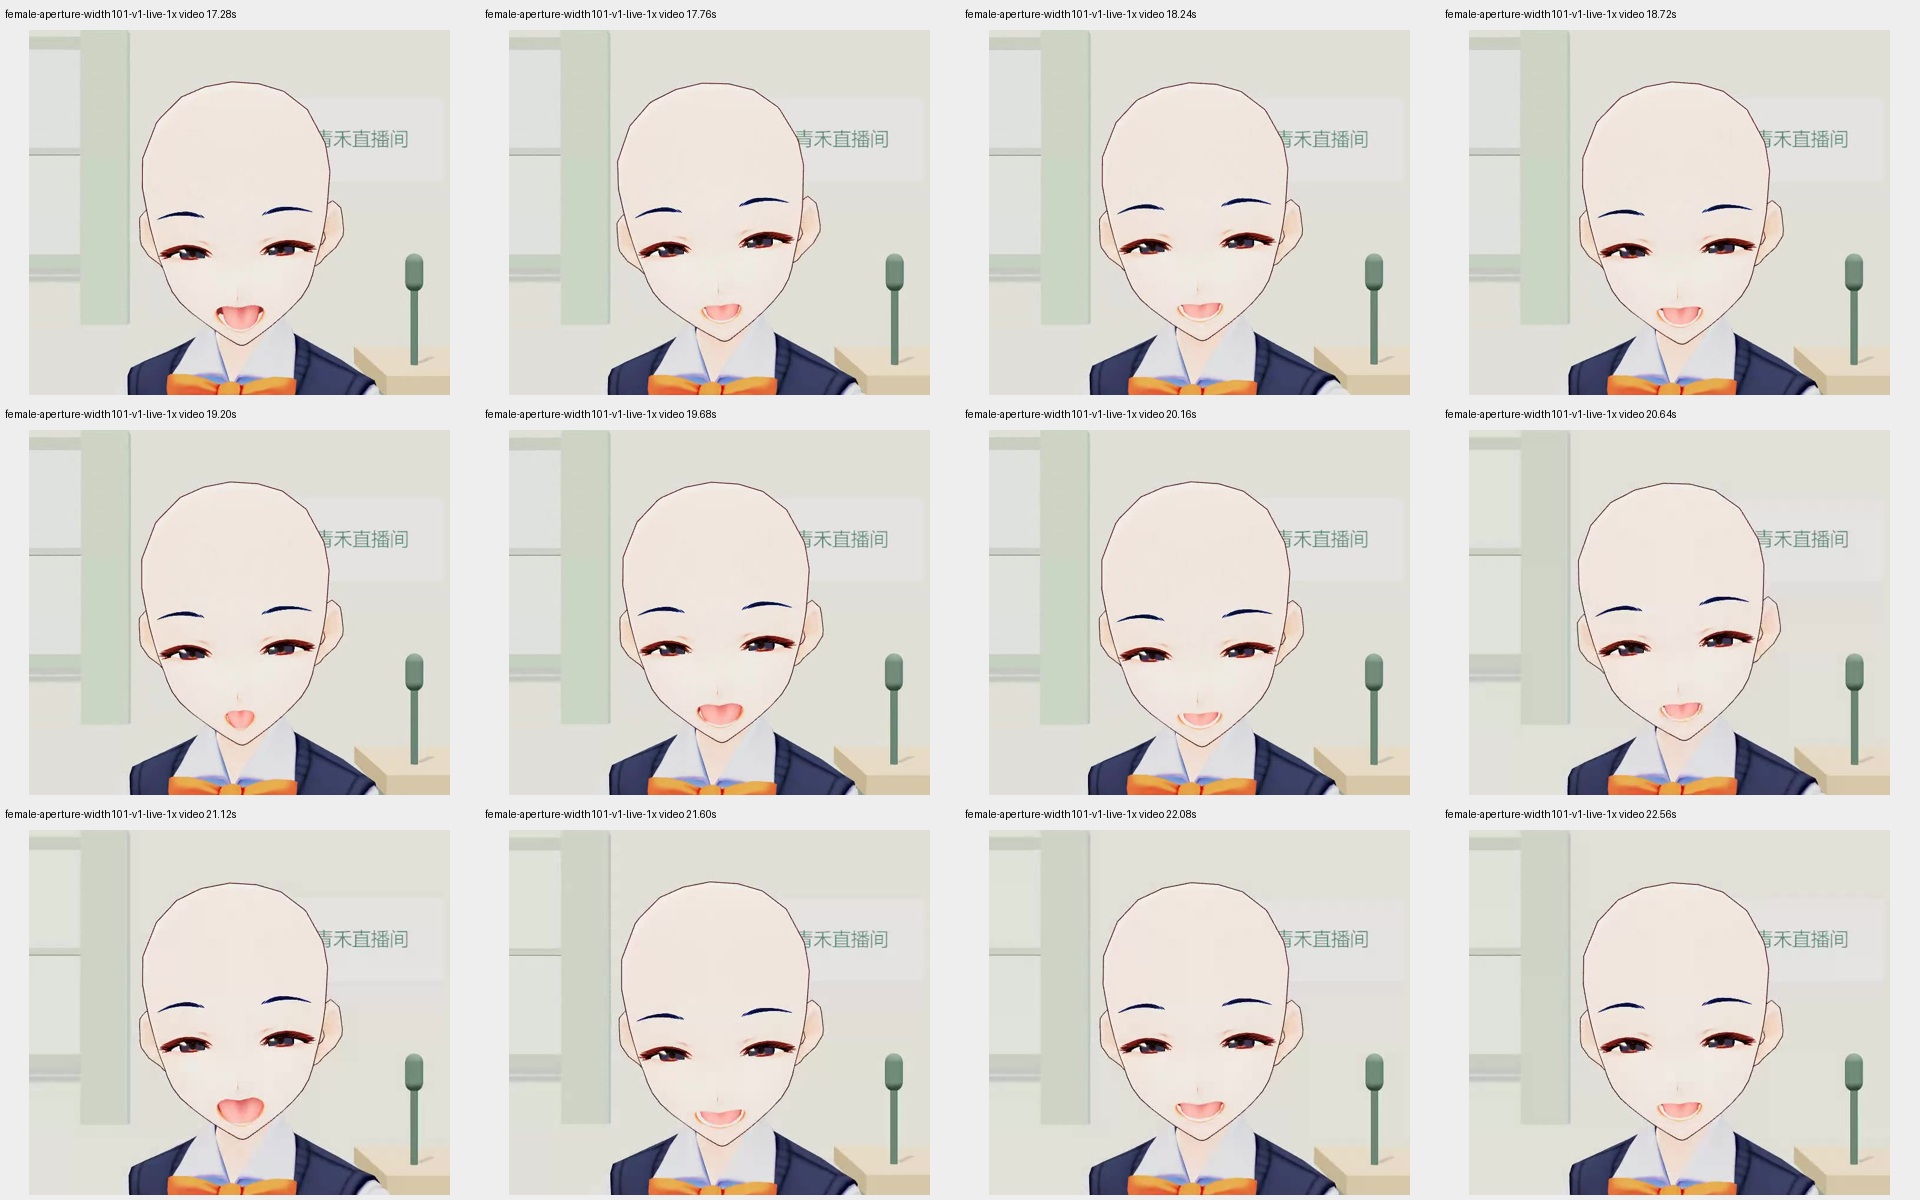 female-aperture-width101-v1-live-1x video 17.28s
female-aperture-width101-v1-live-1x video 17.76s
female-aperture-width101-v1-live-1x video 18.24s
female-aperture-width101-v1-live-1x video 18.72s
青禾直播间
青禾直播间
青禾直播间
青禾直播间
female-aperture-width101-v1-live-1x video 19.20s
female-aperture-width101-v1-live-1x video 19.68s
female-aperture-width101-v1-live-1x video 20.16s
female-aperture-width101-v1-live-1x video 20.64s
青禾直播间
青禾直播间
青禾直播间
青禾直播间
female-aperture-width101-v1-live-1x video 21.12s
female-aperture-width101-v1-live-1x video 21.60s
female-aperture-width101-v1-live-1x video 22.08s
female-aperture-width101-v1-live-1x video 22.56s
青禾直播间
青禾直播间
青禾直播间
青禾直播间